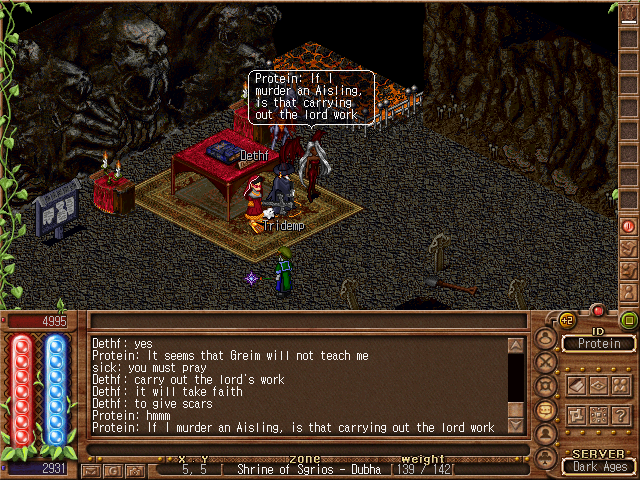 Protein: If I
murder an Aisling,
is that carrying
out the lord work
Dethf
Tridemp
4995
+2
ID
Protein
Dethf: yes
Protein: It seems that Greim will not teach me
sick: you must pray
Dethf: carry out the lord's work
Dethf: it will take faith
Dethf: to give scars
Protein: hmmm
Protein: If I murder an Aisling, is that carrying out the lord work
2931
x y zone weight
5, 5 [ Shrine of Sgrios - Dubha [139 / 142[
SERVER
Dark Ages